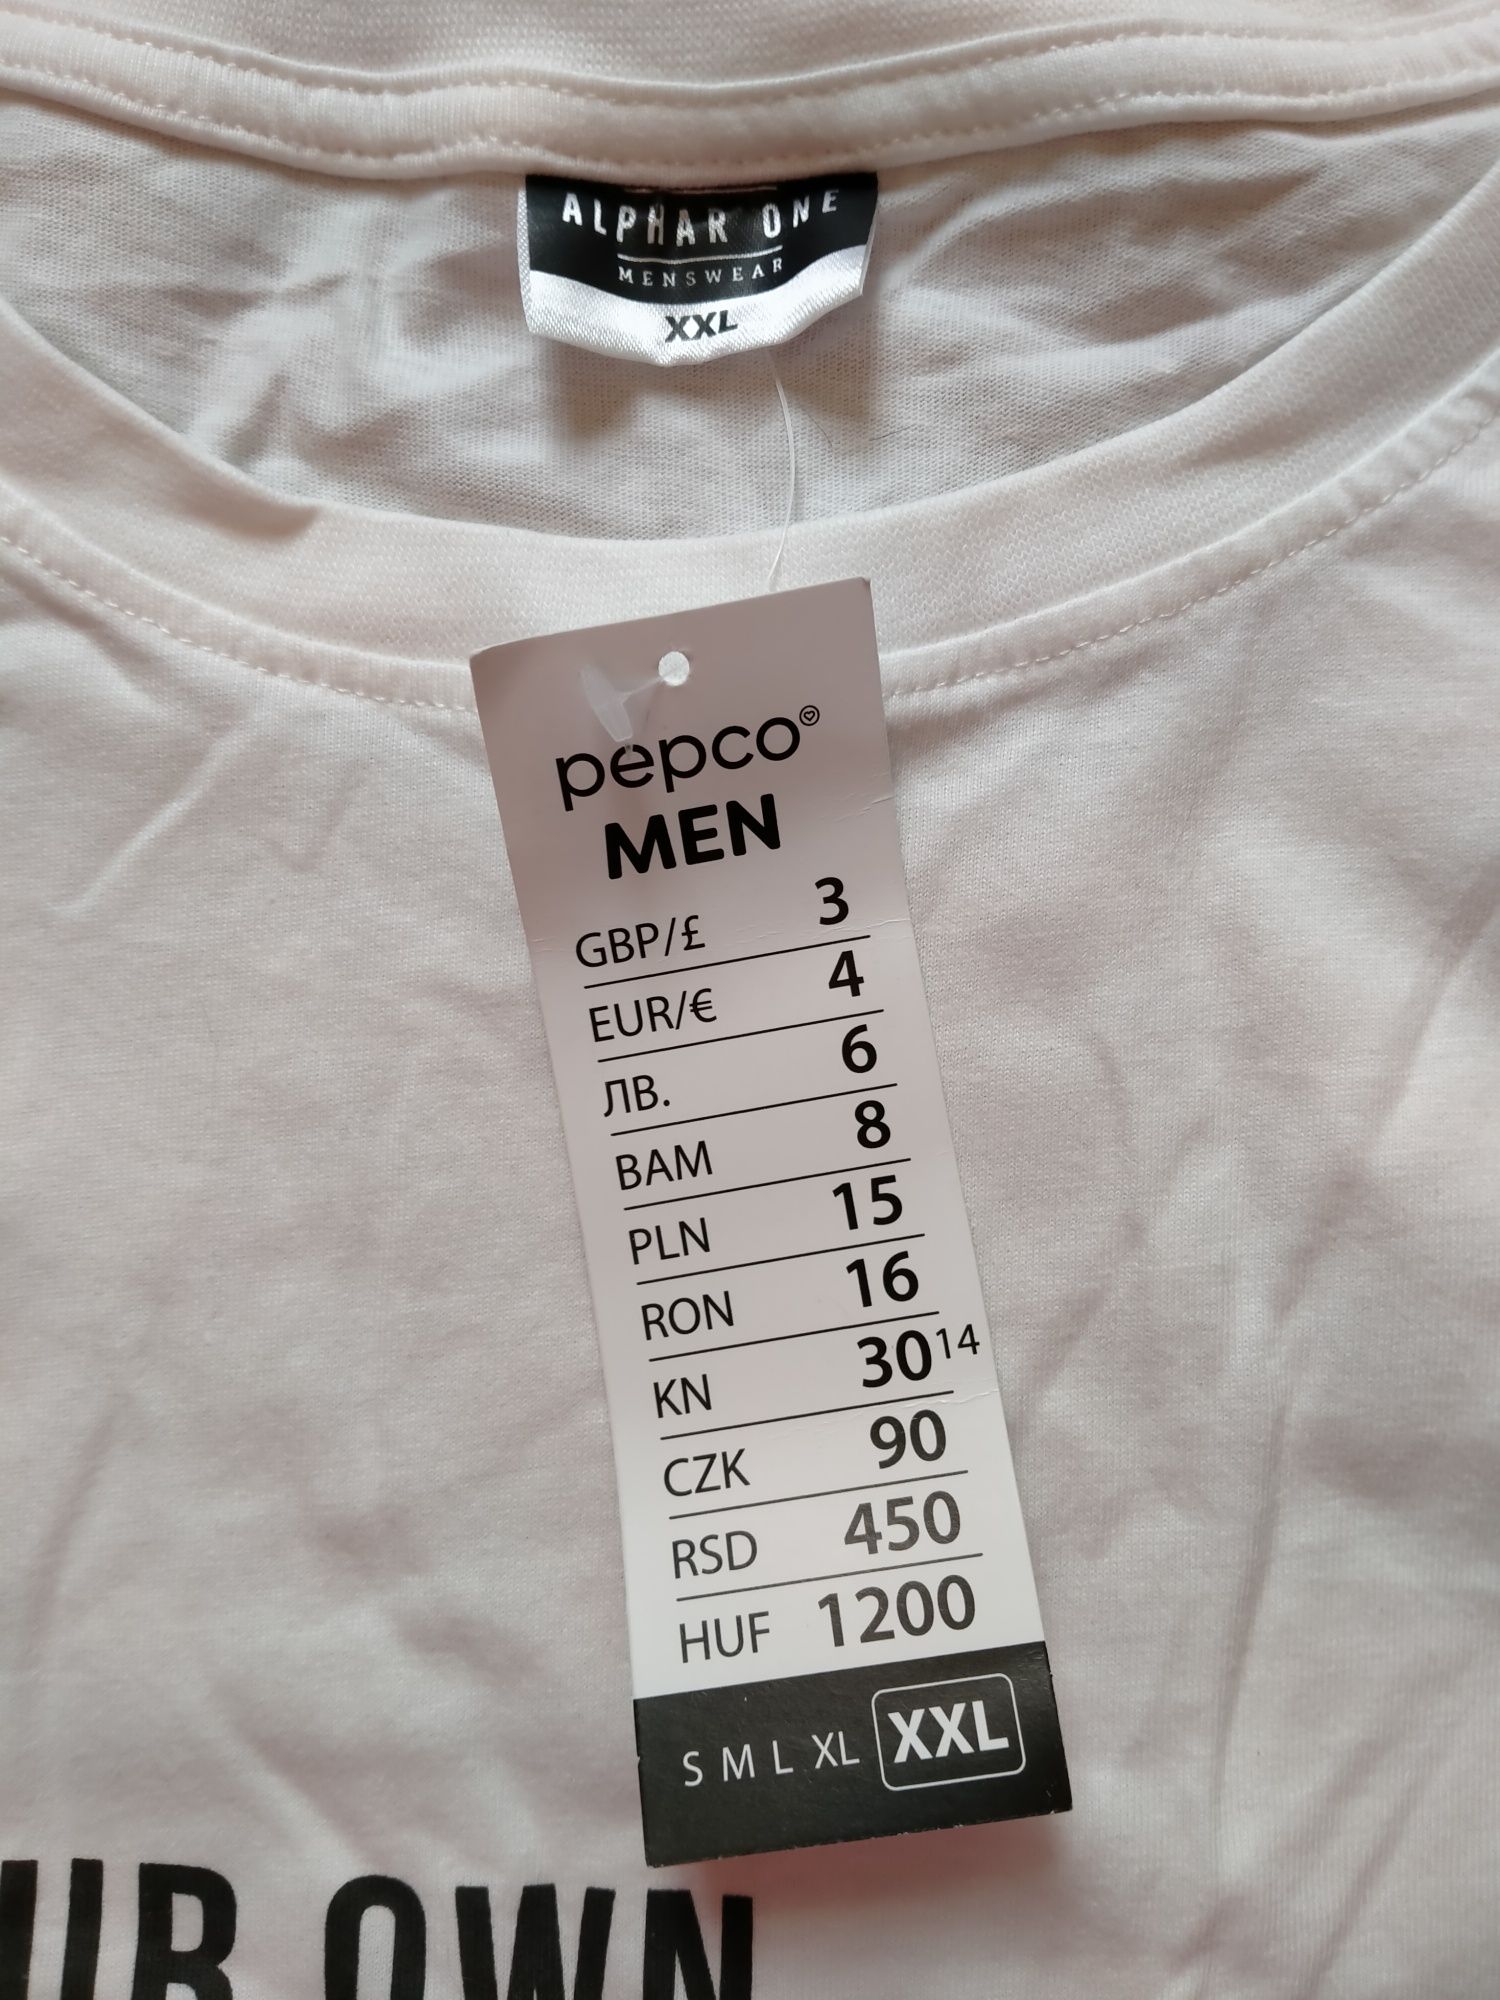 ALPHAR ONE
MENSWEAR
XXL
pepco
MEN
GBP/£ 3
EUR/€ 4
ЛВ. 6
BAM 8
PLN 15
RON 16
KN 30¹⁴
CZK 90
RSD 450
HUF 1200
S M L XL XXL
OWN